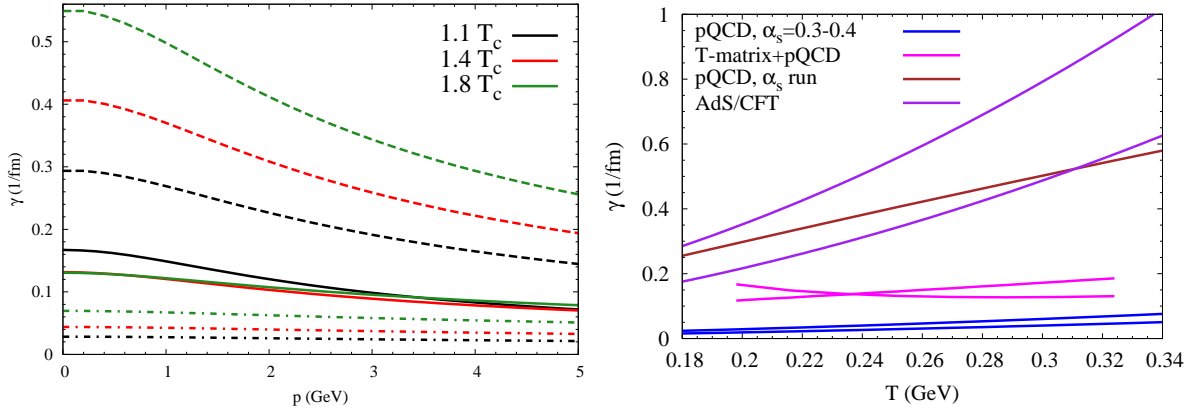 0.5
0.4
0.3
0.2
0.1
0
γ (1/fm)
1.1 T_c
1.4 T_c
1.8 T_c
0 1 2 3 4 5
p (GeV)
1
0.8
0.6
0.4
0.2
0
γ (1/fm)
pQCD, α_s=0.3-0.4
T-matrix+pQCD
pQCD, α_s run
AdS/CFT
0.18 0.2 0.22 0.24 0.26 0.28 0.3 0.32 0.34
T (GeV)